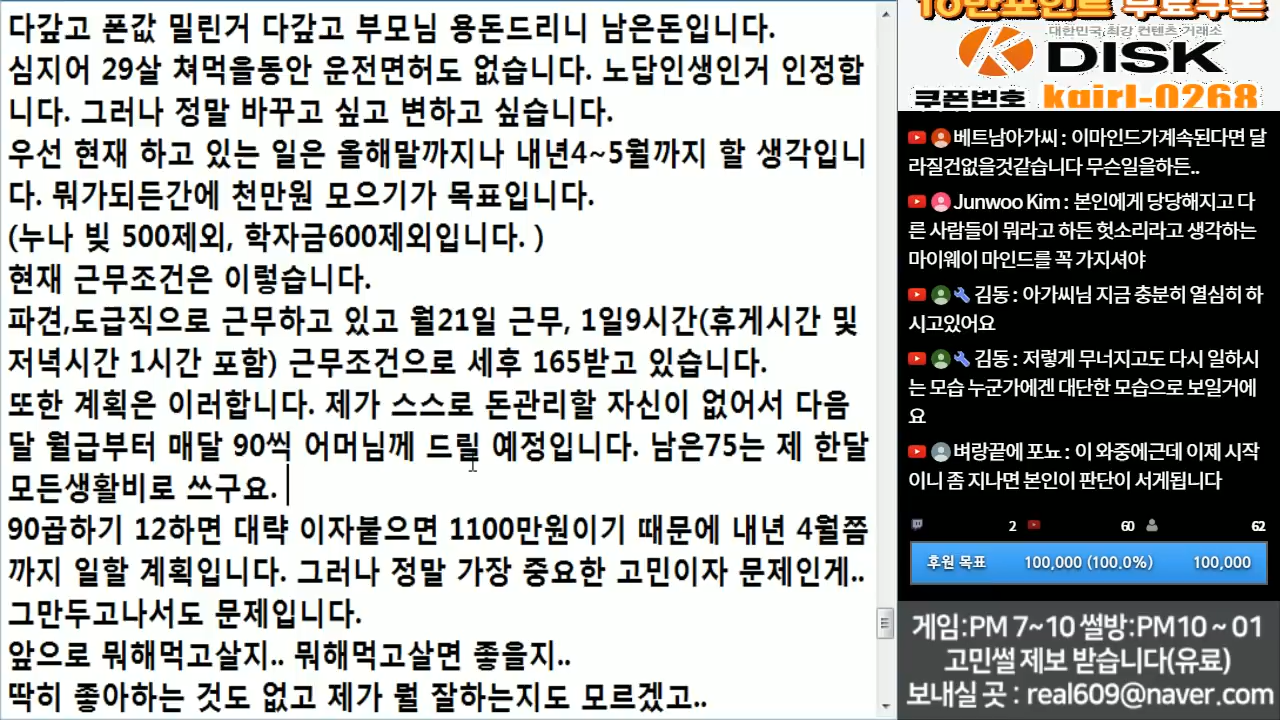 다갚고 폰값 밀린거 다갚고 부모님 용돈드리니 남은돈입니다.
심지어 29살 쳐먹을동안 운전면허도 없습니다. 노답인생인거 인정합
니다. 그러나 정말 바꾸고 싶고 변하고 싶습니다.
우선 현재 하고 있는 일은 올해말까지나 내년4~5월까지 할 생각입니
다. 뭐가되든간에 천만원 모으기가 목표입니다.
(누나 빚 500제외, 학자금600제외입니다. )
현재 근무조건은 이렇습니다.
파견,도급직으로 근무하고 있고 월21일 근무, 1일9시간(휴게시간 및
저녁시간 1시간 포함) 근무조건으로 세후 165받고 있습니다.
또한 계획은 이러합니다. 제가 스스로 돈관리할 자신이 없어서 다음
달 월급부터 매달 90씩 어머님께 드릴 예정입니다. 남은75는 제 한달
모든생활비로 쓰구요.
90곱하기 12하면 대략 이자붙으면 1100만원이기 때문에 내년 4월쯤
까지 일할 계획입니다. 그러나 정말 가장 중요한 고민이자 문제인게..
그만두고나서도 문제입니다.
앞으로 뭐해먹고살지.. 뭐해먹고살면 좋을지..
딱히 좋아하는 것도 없고 제가 뭘 잘하는지도 모르겠고..
10만포인트 무료쿠폰
대한민국 최강 컨텐츠 거래소
K DISK
쿠폰번호 kairl-0268
베트남아가씨 : 이마인드가계속된다면 달
라질건없을것같습니다 무슨일을하든..
Junwoo Kim : 본인에게 당당해지고 다
른 사람들이 뭐라고 하든 헛소리라고 생각하는
마이웨이 마인드를 꼭 가지셔야
김동 : 아가씨님 지금 충분히 열심히 하
시고있어요
김동 : 저렇게 무너지고도 다시 일하시
는 모습 누군가에겐 대단한 모습으로 보일거에
요
벼랑끝에 포뇨 : 이 와중에근데 이제 시작
이니 좀 지나면 본인이 판단이 서게됩니다
2 60 62
후원 목표 100,000 (100.0%) 100,000
게임:PM 7~10 썰방:PM10 ~ 01
고민썰 제보 받습니다(유료)
보내실 곳 : real609@naver.com